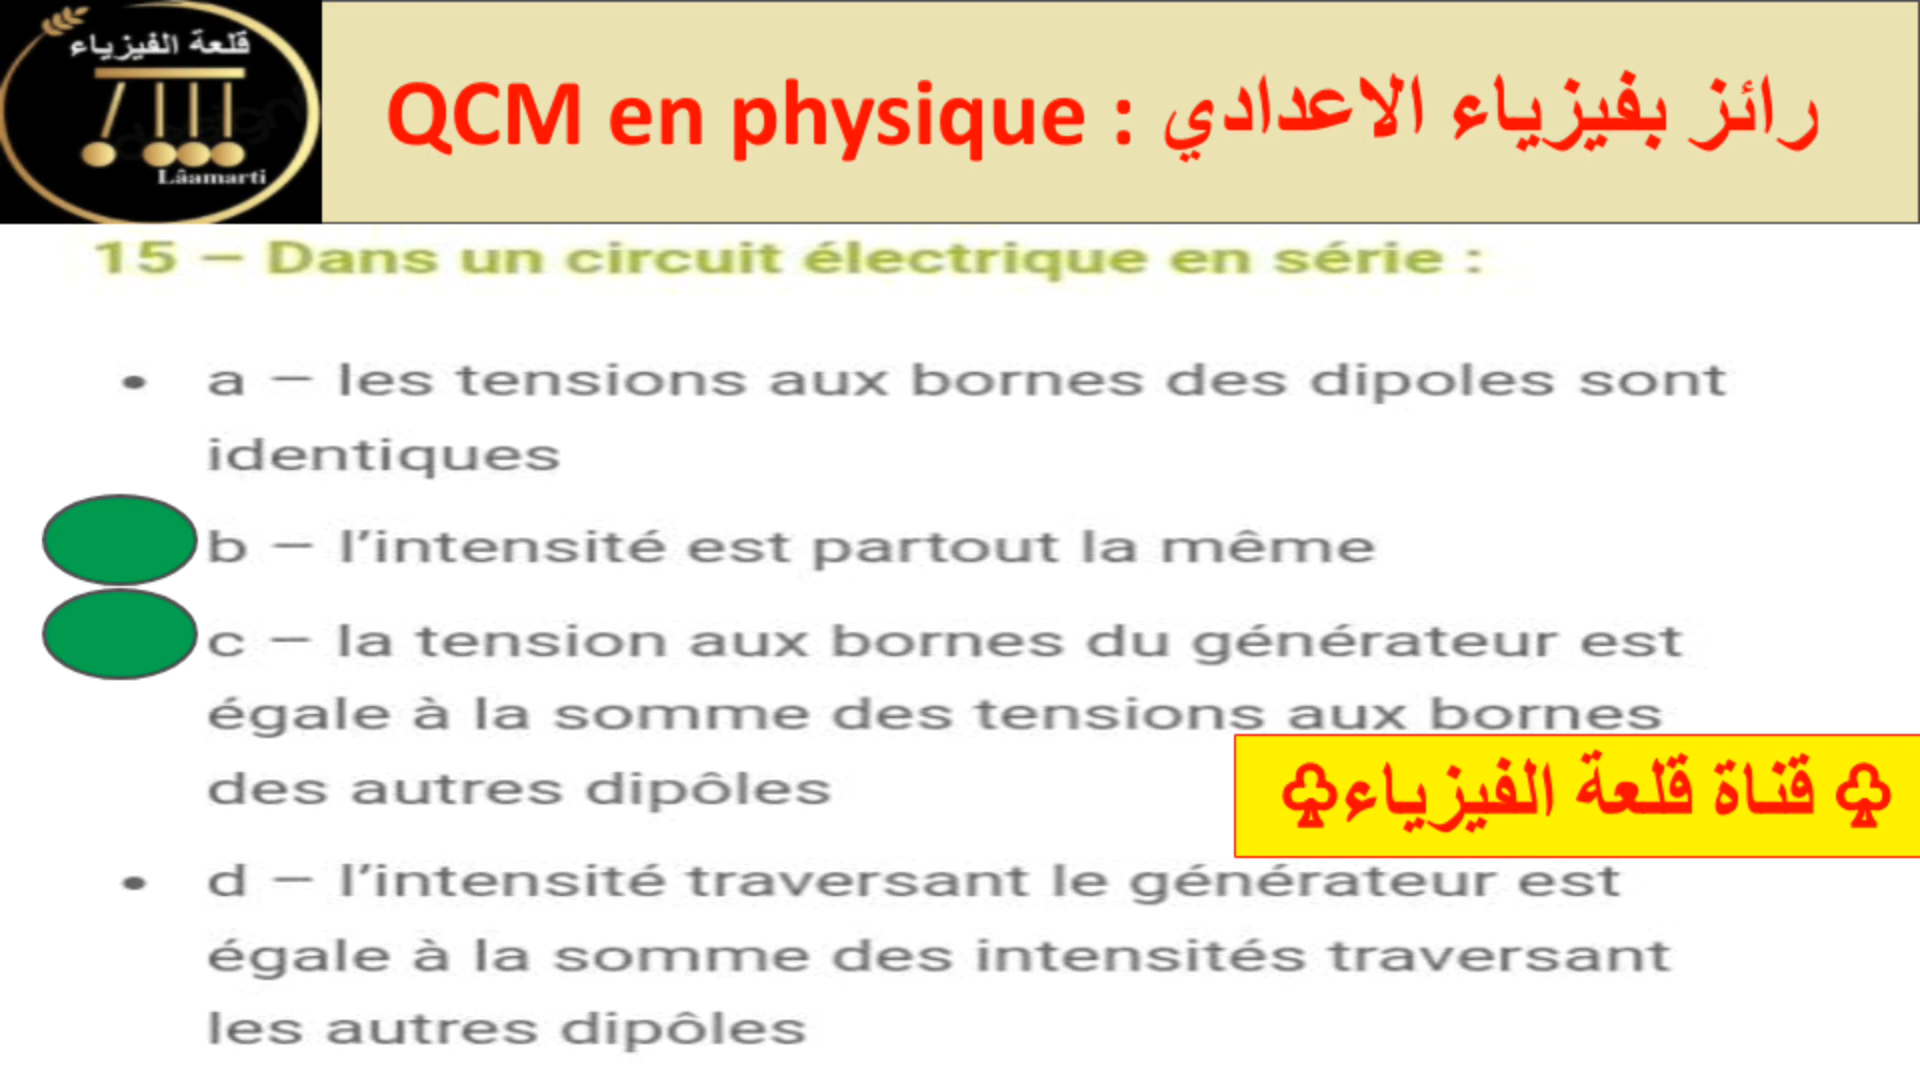 قلعة الفيزياء
Lâamarti
QCM en physique : رائز بفيزياء الاعدادي
15 – Dans un circuit électrique en série :
• a – les tensions aux bornes des dipoles sont
identiques
b – l’intensité est partout la même
c – la tension aux bornes du générateur est
égale à la somme des tensions aux bornes
des autres dipôles
♧ قناة قلعة الفيزياء♧
• d – l’intensité traversant le générateur est
égale à la somme des intensités traversant
les autres dipôles